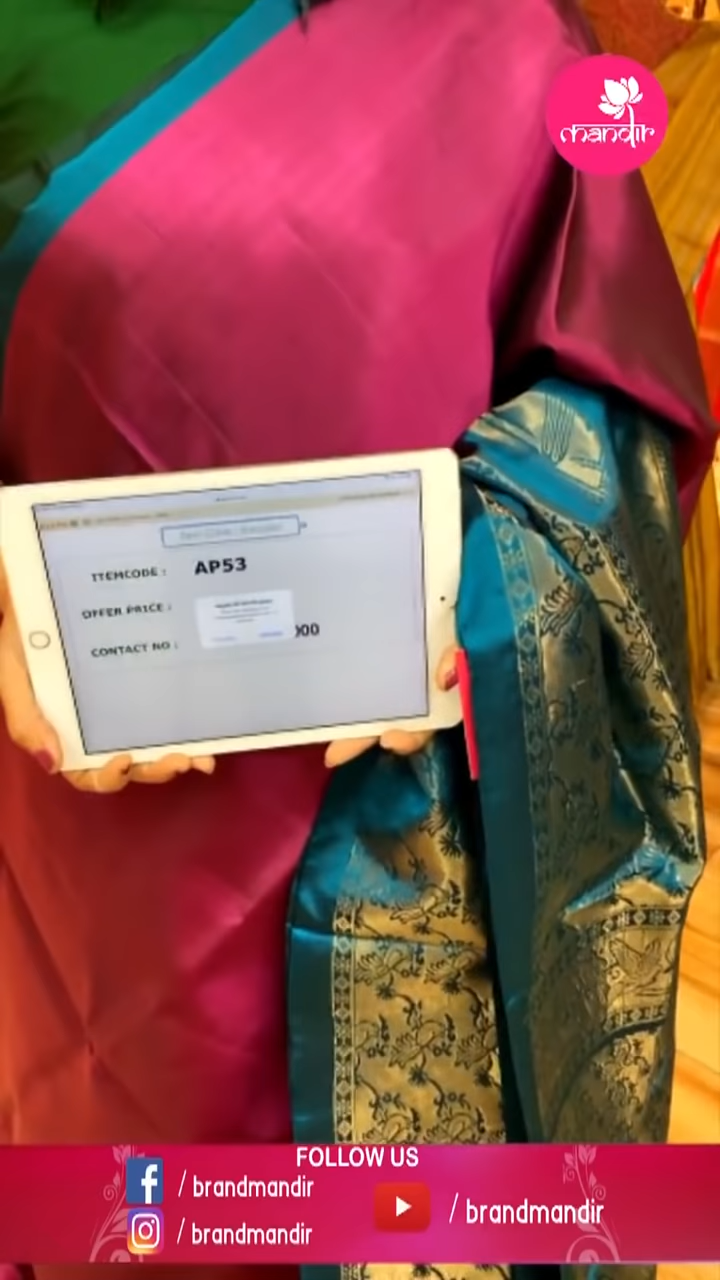 mandir
ITEMCODE : AP53
OFFER PRICE :
CONTACT NO : 000
FOLLOW US
/ brandmandir
/ brandmandir
/ brandmandir